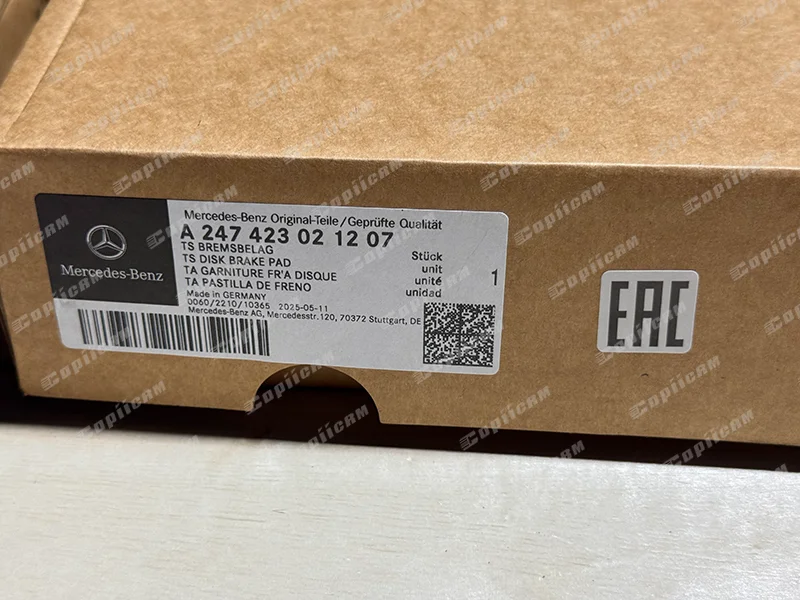 Mercedes-Benz
Mercedes-Benz Original-Teile/Geprüfte Qualität
A 247 423 02 12 07
TS BREMSBELAG
TS DISK BRAKE PAD
TA GARNITURE FR'A DISQUE
TA PASTILLA DE FRENO
Stück
unit
unité
unidad
1
Made in GERMANY
0060/2210/10365 2025-05-11
Mercedes-Benz AG, Mercedesstr.120, 70372 Stuttgart, DE
EAC
CopiicAM